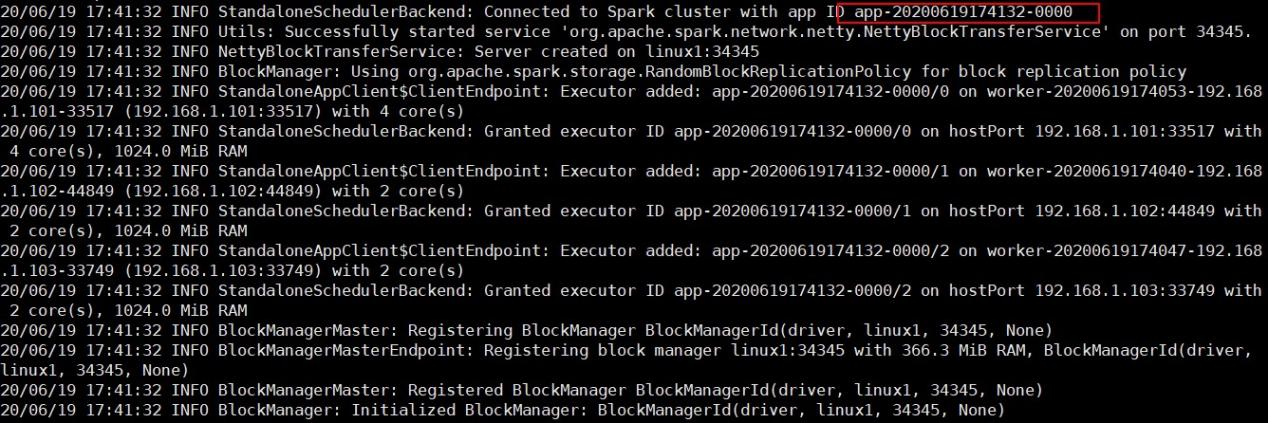 20/06/19 17:41:32 INFO StandaloneSchedulerBackend: Connected to Spark cluster with app ID app-20200619174132-0000
20/06/19 17:41:32 INFO Utils: Successfully started service 'org.apache.spark.network.netty.NettyBlockTransferService' on port 34345.
20/06/19 17:41:32 INFO NettyBlockTransferService: Server created on linux1:34345
20/06/19 17:41:32 INFO BlockManager: Using org.apache.spark.storage.RandomBlockReplicationPolicy for block replication policy
20/06/19 17:41:32 INFO StandaloneAppClient$ClientEndpoint: Executor added: app-20200619174132-0000/0 on worker-20200619174053-192.168
.1.101-33517 (192.168.1.101:33517) with 4 core(s)
20/06/19 17:41:32 INFO StandaloneSchedulerBackend: Granted executor ID app-20200619174132-0000/0 on hostPort 192.168.1.101:33517 with
 4 core(s), 1024.0 MiB RAM
20/06/19 17:41:32 INFO StandaloneAppClient$ClientEndpoint: Executor added: app-20200619174132-0000/1 on worker-20200619174040-192.168
.1.102-44849 (192.168.1.102:44849) with 2 core(s)
20/06/19 17:41:32 INFO StandaloneSchedulerBackend: Granted executor ID app-20200619174132-0000/1 on hostPort 192.168.1.102:44849 with
 2 core(s), 1024.0 MiB RAM
20/06/19 17:41:32 INFO StandaloneAppClient$ClientEndpoint: Executor added: app-20200619174132-0000/2 on worker-20200619174047-192.168
.1.103-33749 (192.168.1.103:33749) with 2 core(s)
20/06/19 17:41:32 INFO StandaloneSchedulerBackend: Granted executor ID app-20200619174132-0000/2 on hostPort 192.168.1.103:33749 with
 2 core(s), 1024.0 MiB RAM
20/06/19 17:41:32 INFO BlockManagerMaster: Registering BlockManager BlockManagerId(driver, linux1, 34345, None)
20/06/19 17:41:32 INFO BlockManagerMasterEndpoint: Registering block manager linux1:34345 with 366.3 MiB RAM, BlockManagerId(driver,
linux1, 34345, None)
20/06/19 17:41:32 INFO BlockManagerMaster: Registered BlockManager BlockManagerId(driver, linux1, 34345, None)
20/06/19 17:41:32 INFO BlockManager: Initialized BlockManager: BlockManagerId(driver, linux1, 34345, None)